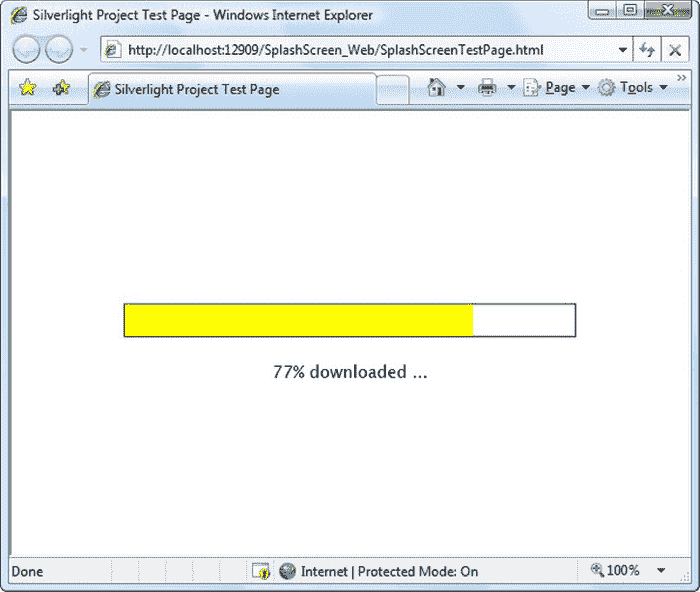 Silverlight Project Test Page - Windows Internet Explorer
http://localhost:12909/SplashScreen_Web/SplashScreenTestPage.html
Silverlight Project Test Page
Page
Tools
77% downloaded ...
Done
Internet | Protected Mode: On
100%